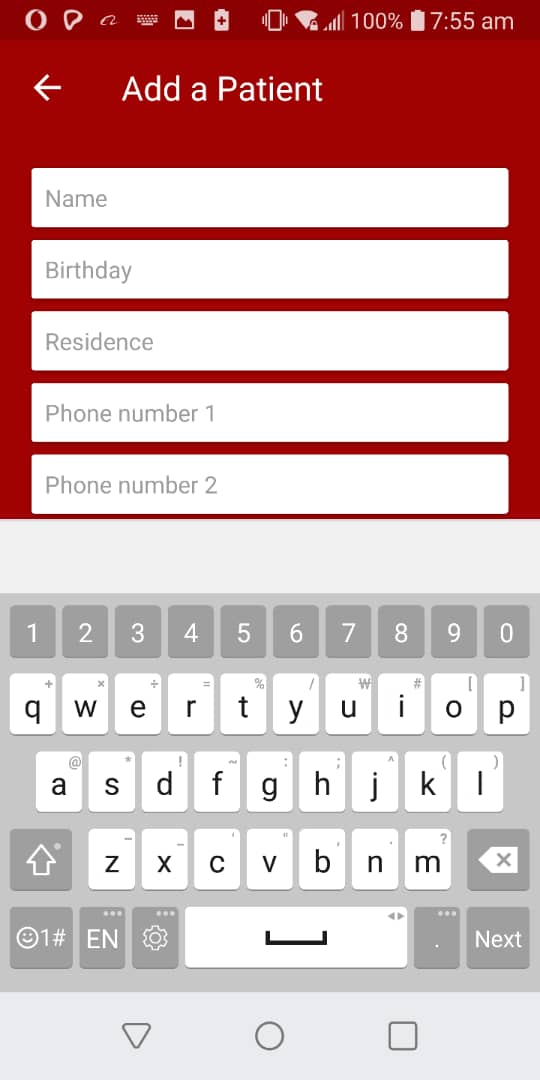 100% 7:55 am
Add a Patient
Name
Birthday
Residence
Phone number 1
Phone number 2
1 2 3 4 5 6 7 8 9 0
+ × ÷ = % / ₩ # [ ]
q w e r t y u i o p
@ * ! ~ : ; ^ ( )
a s d f g h j k l
z x c v b n m ?
1# EN . Next